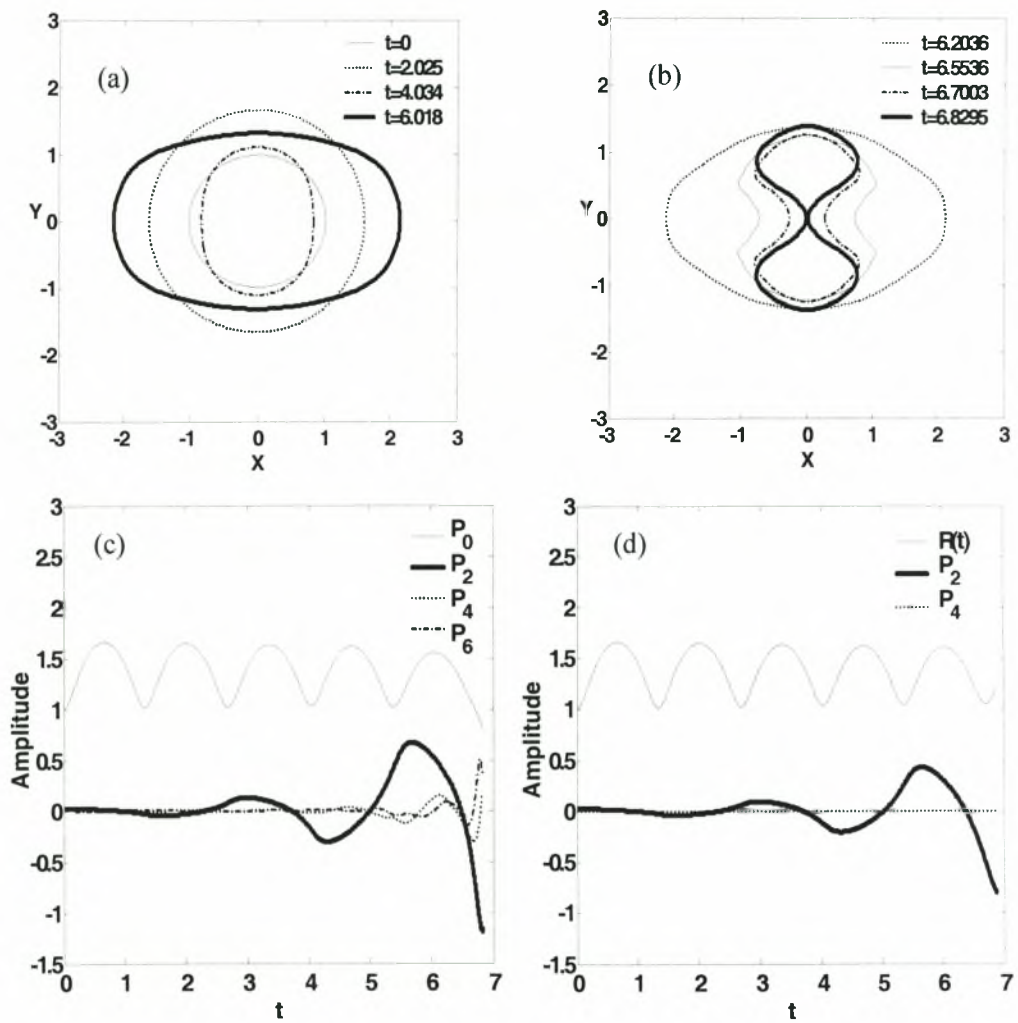 (a)
t=0
t=2.025
t=4.034
t=6.018
3
2
1
0
-1
-2
-3
Y
-3 -2 -1 0 1 2 3
X
(b)
t=6.2036
t=6.5536
t=6.7003
t=6.8295
3
2
1
0
-1
-2
-3
Y
-3 -2 -1 0 1 2 3
X
(c)
P0
P2
P4
P6
3
2.5
2
1.5
1
0.5
0
-0.5
-1
-1.5
Amplitude
0 1 2 3 4 5 6 7
t
(d)
R(t)
P2
P4
3
2.5
2
1.5
1
0.5
0
-0.5
-1
-1.5
Amplitude
0 1 2 3 4 5 6 7
t